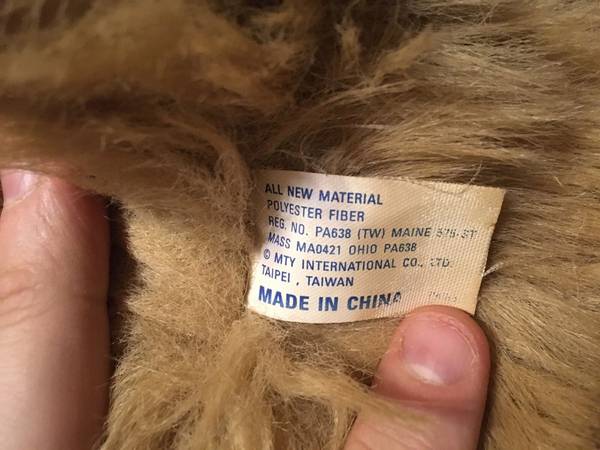 ALL NEW MATERIAL
POLYESTER FIBER
REG. NO. PA638 (TW) MAINE
MASS MA0421 OHIO PA638
© MTY INTERNATIONAL CO., LTD.
TAIPEI, TAIWAN
MADE IN CHINA